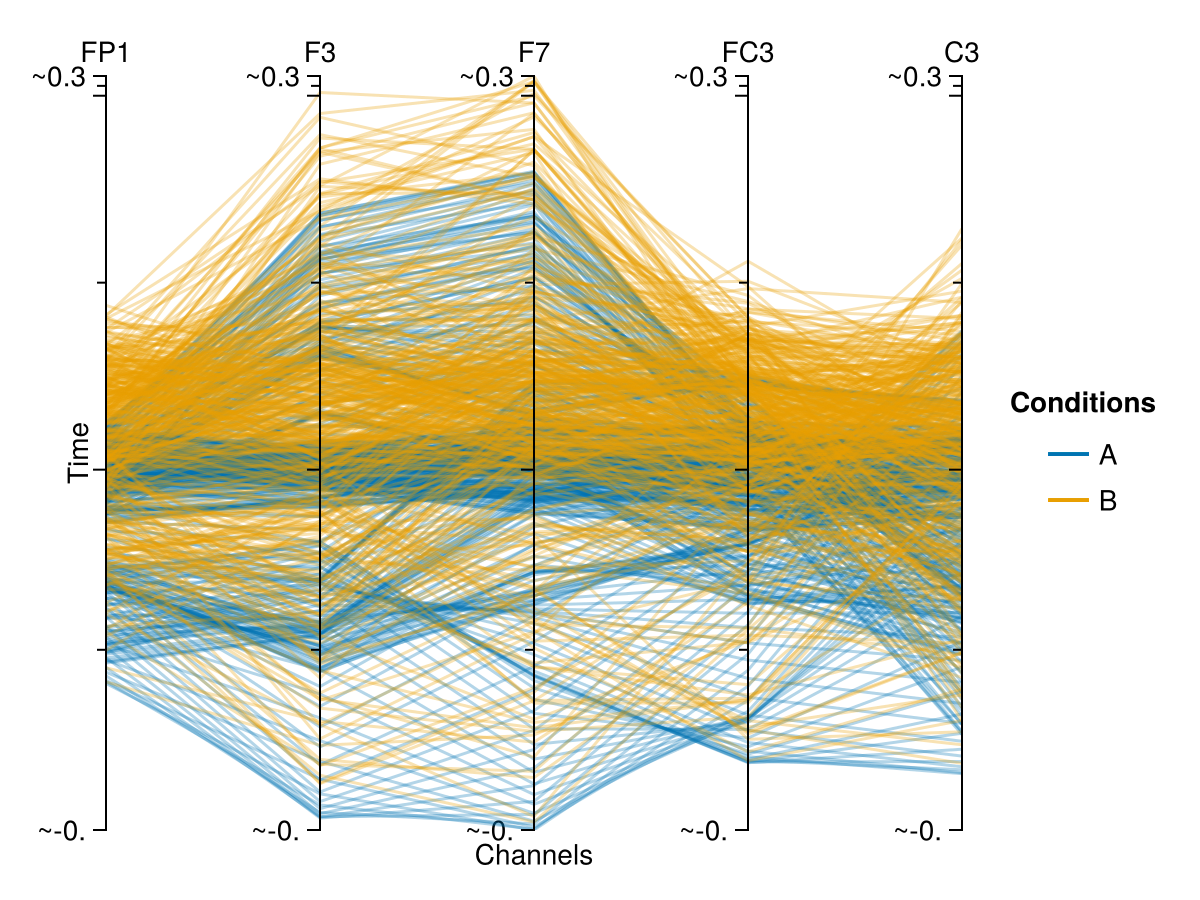 FP1 F3 F7 FC3 C3
~0.3 ~0.3 ~0.3 ~0.3 ~0.3
Time
Conditions
A
B
~-0. ~-0. ~-0. ~-0. ~-0.
Channels